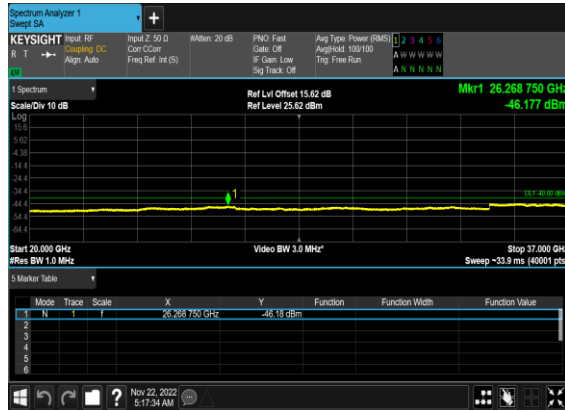 Spectrum Analyzer 1
Swept SA
+
KEYSIGHT Input: RF Input Z: 50 Ω #Atten: 20 dB PNO: Fast Avg Type: Power (RMS) 1 2 3 4 5 6
R T Coupling: DC Corr CCorr Gate: Off Avg|Hold: 100/100 A W W W W W
Align: Auto Freq Ref: Int (S) IF Gain: Low Trig: Free Run
Sig Track: Off A N N N N N
1 Spectrum Ref Lvl Offset 15.62 dB Mkr1 26.268 750 GHz
Scale/Div 10 dB Ref Level 25.62 dBm -46.177 dBm
Log
15.6
5.62
-4.38
-14.4
-24.4
-34.4 1
-44.4
-54.4
-64.4
Start 20.000 GHz Video BW 3.0 MHz* Stop 37.000 GHz
#Res BW 1.0 MHz Sweep ~33.9 ms (40001 pts)
5 Marker Table
Mode Trace Scale X Y Function Function Width Function Value
1 N 1 f 26.268 750 GHz -46.18 dBm
2
3
4
5
6
? Nov 22, 2022
5:17:34 AM